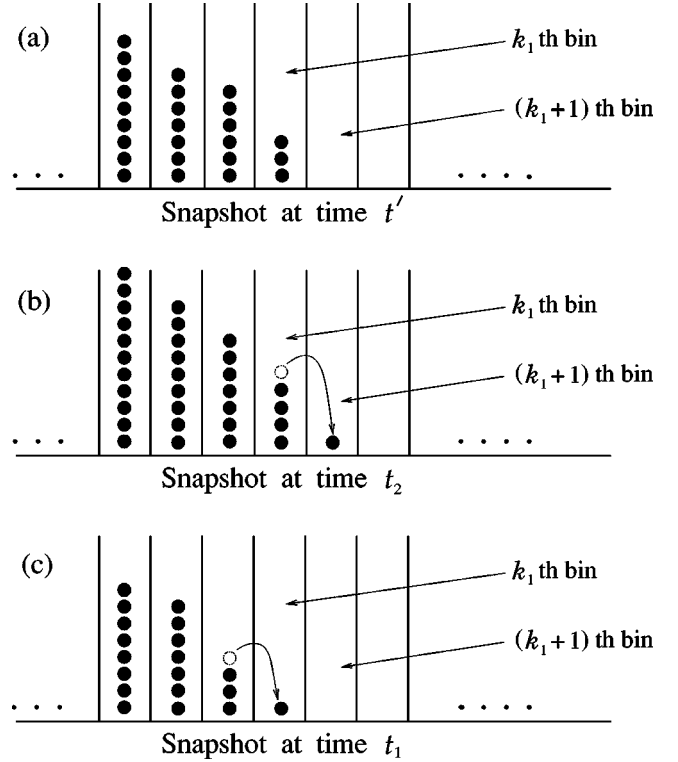 (a)
k₁ th bin
(k₁+1) th bin
. . .
. . . .
Snapshot at time t′
(b)
k₁ th bin
(k₁+1) th bin
. . .
. . . .
Snapshot at time t₂
(c)
k₁ th bin
(k₁+1) th bin
. . .
. . . .
Snapshot at time t₁